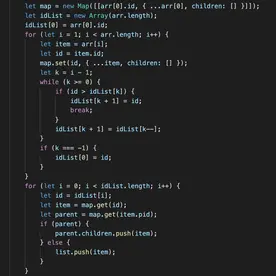 let map = new Map([[arr[0].id, { ...arr[0], children: [] }]]);
let idList = new Array(arr.length);
idList[0] = arr[0].id;
for (let i = 1; i < arr.length; i++) {
let item = arr[i];
let id = item.id;
map.set(id, { ...item, children: [] });
let k = i - 1;
while (k >= 0) {
if (id > idList[k]) {
idList[k + 1] = id;
break;
}
idList[k + 1] = idList[k--];
}
if (k === -1) {
idList[0] = id;
}
}
for (let i = 0; i < idList.length; i++) {
let id = idList[i];
let item = map.get(id);
let parent = map.get(item.pid);
if (parent) {
parent.children.push(item);
} else {
list.push(item);
}
}